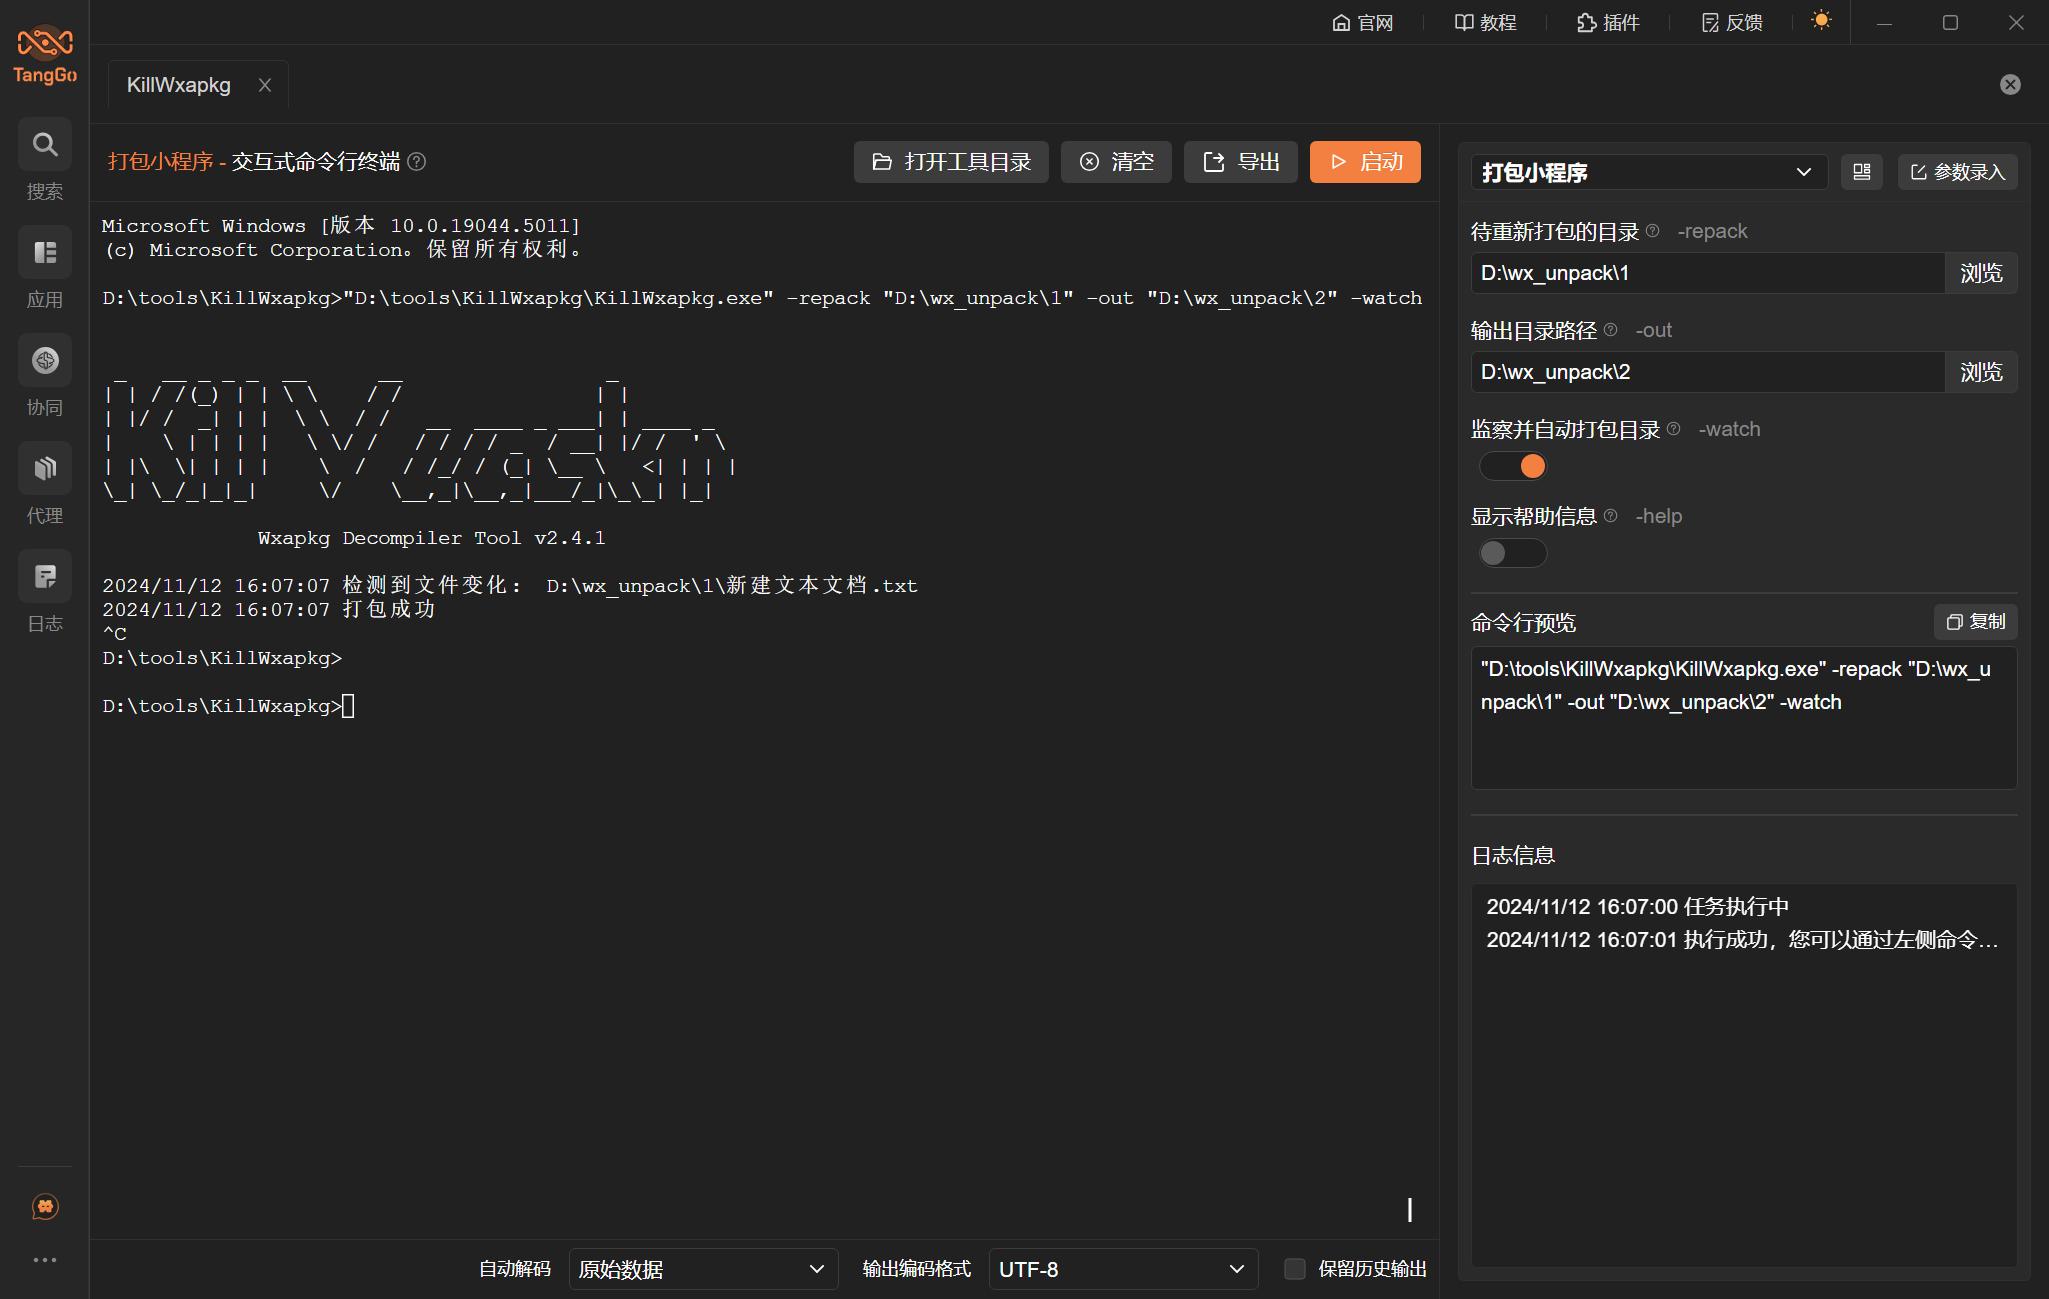 官网
教程
插件
反馈
TangGo
KillWxapkg
搜索
应用
协同
代理
日志
打包小程序 - 交互式命令行终端
打开工具目录
清空
导出
启动
Microsoft Windows [版本 10.0.19044.5011]
(c) Microsoft Corporation。保留所有权利。
D:\tools\KillWxapkg>"D:\tools\KillWxapkg\KillWxapkg.exe" -repack "D:\wx_unpack\1" -out "D:\wx_unpack\2" -watch
Wxapkg Decompiler Tool v2.4.1
2024/11/12 16:07:07 检测到文件变化: D:\wx_unpack\1\新建文本文档.txt
2024/11/12 16:07:07 打包成功
^C
D:\tools\KillWxapkg>
D:\tools\KillWxapkg>
自动解码
原始数据
输出编码格式
UTF-8
保留历史输出
打包小程序
参数录入
待重新打包的目录 -repack
D:\wx_unpack\1
浏览
输出目录路径 -out
D:\wx_unpack\2
浏览
监察并自动打包目录 -watch
显示帮助信息 -help
命令行预览
复制
"D:\tools\KillWxapkg\KillWxapkg.exe" -repack "D:\wx_u
npack\1" -out "D:\wx_unpack\2" -watch
日志信息
2024/11/12 16:07:00 任务执行中
2024/11/12 16:07:01 执行成功，您可以通过左侧命令...